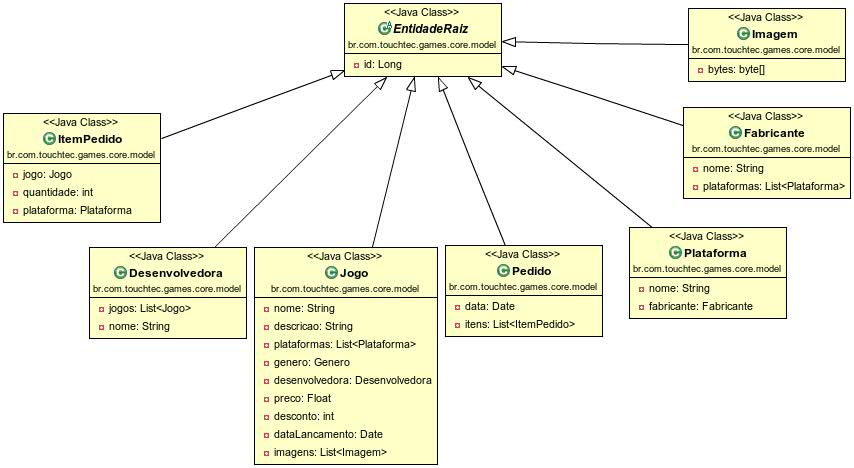 <<Java Class>>
EntidadeRaiz
br.com.touchtec.games.core.model
id: Long
<<Java Class>>
Imagem
br.com.touchtec.games.core.model
bytes: byte[]
<<Java Class>>
Fabricante
br.com.touchtec.games.core.model
nome: String
plataformas: List<Plataforma>
<<Java Class>>
ItemPedido
br.com.touchtec.games.core.model
jogo: Jogo
quantidade: int
plataforma: Plataforma
<<Java Class>>
Desenvolvedora
br.com.touchtec.games.core.model
jogos: List<Jogo>
nome: String
<<Java Class>>
Jogo
br.com.touchtec.games.core.model
nome: String
descricao: String
plataformas: List<Plataforma>
genero: Genero
desenvolvedora: Desenvolvedora
preco: Float
desconto: int
dataLancamento: Date
imagens: List<Imagem>
<<Java Class>>
Pedido
br.com.touchtec.games.core.model
data: Date
itens: List<ItemPedido>
<<Java Class>>
Plataforma
br.com.touchtec.games.core.model
nome: String
fabricante: Fabricante